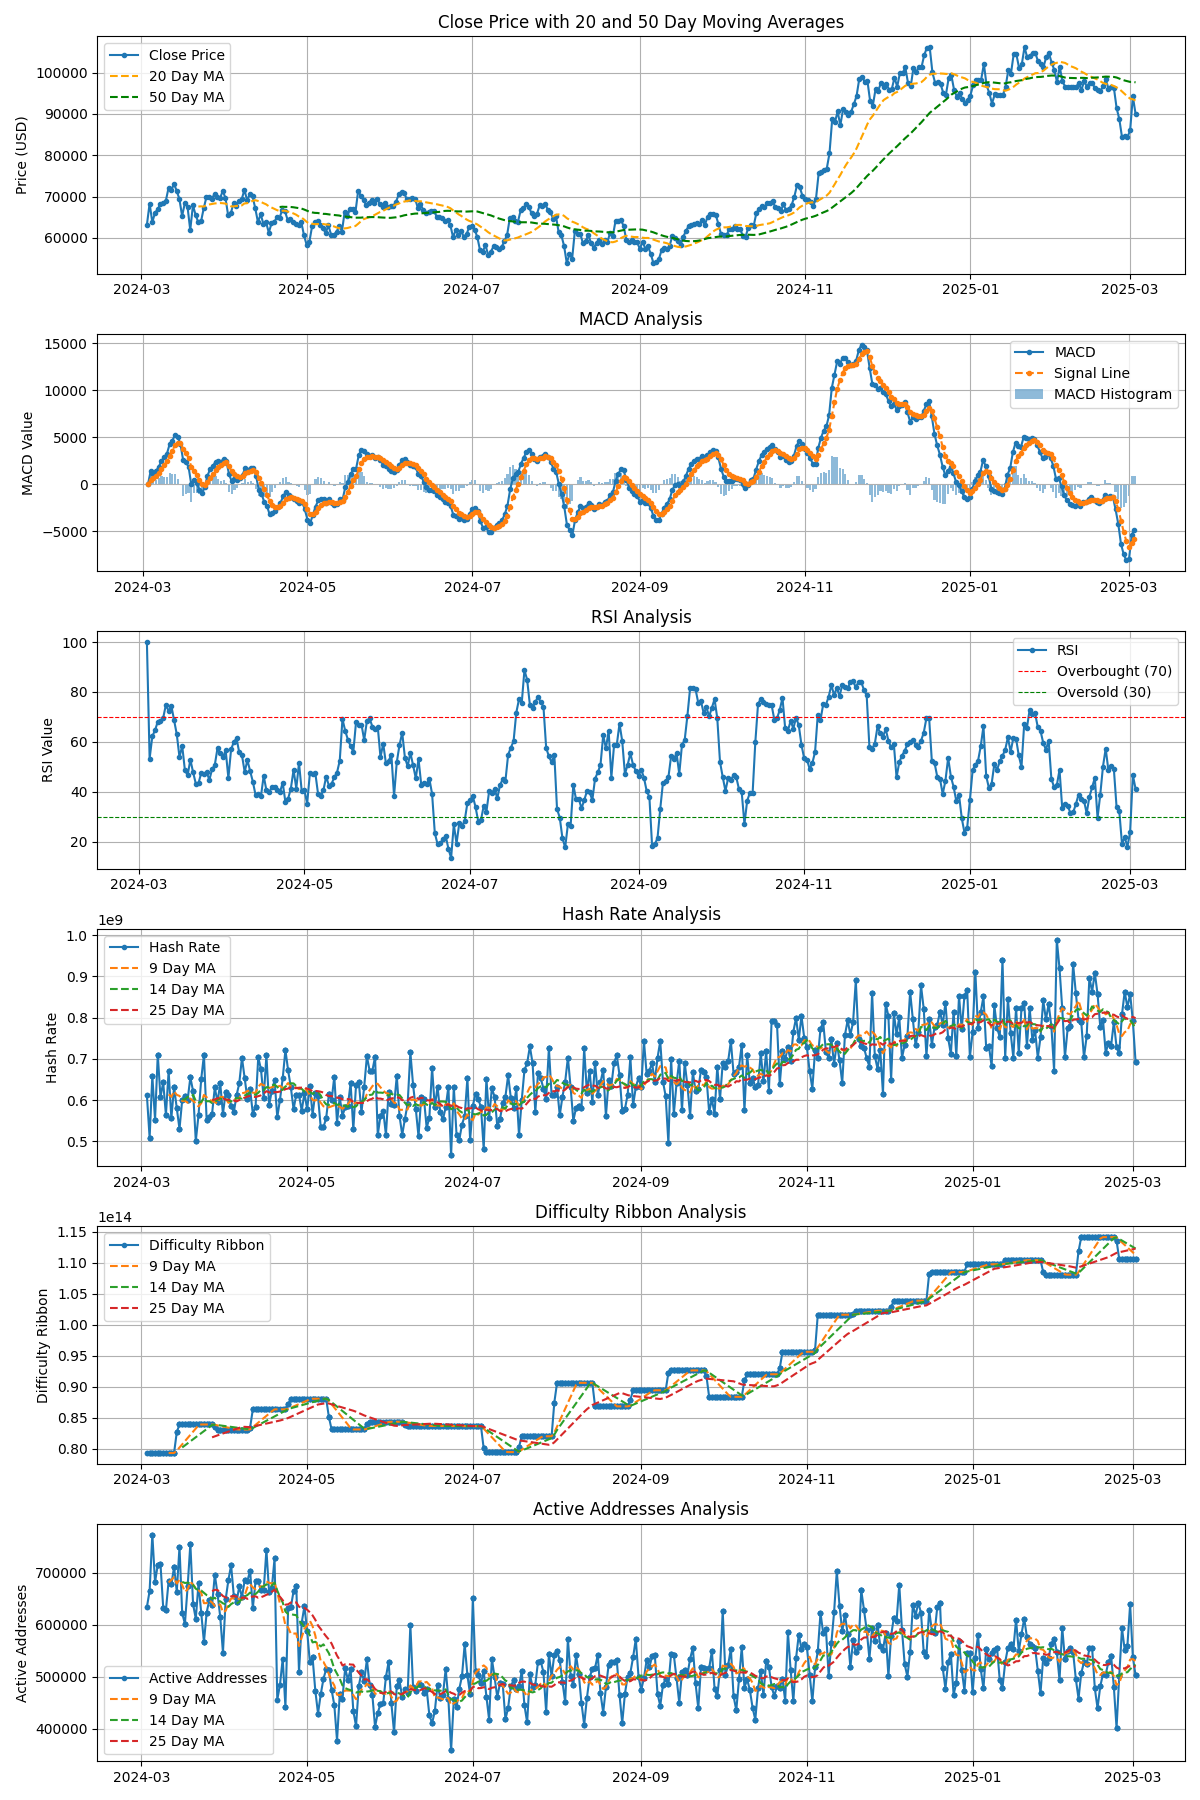 Close Price with 20 and 50 Day Moving Averages
Price (USD)
100000
90000
80000
70000
60000
Close Price
20 Day MA
50 Day MA
2024-03 2024-05 2024-07 2024-09 2024-11 2025-01 2025-03
MACD Analysis
MACD Value
15000
10000
5000
0
−5000
MACD
Signal Line
MACD Histogram
2024-03 2024-05 2024-07 2024-09 2024-11 2025-01 2025-03
RSI Analysis
RSI Value
100
80
60
40
20
RSI
Overbought (70)
Oversold (30)
2024-03 2024-05 2024-07 2024-09 2024-11 2025-01 2025-03
Hash Rate Analysis
1e9
Hash Rate
1.0
0.9
0.8
0.7
0.6
0.5
Hash Rate
9 Day MA
14 Day MA
25 Day MA
2024-03 2024-05 2024-07 2024-09 2024-11 2025-01 2025-03
Difficulty Ribbon Analysis
1e14
Difficulty Ribbon
1.15
1.10
1.05
1.00
0.95
0.90
0.85
0.80
Difficulty Ribbon
9 Day MA
14 Day MA
25 Day MA
2024-03 2024-05 2024-07 2024-09 2024-11 2025-01 2025-03
Active Addresses Analysis
Active Addresses
700000
600000
500000
400000
Active Addresses
9 Day MA
14 Day MA
25 Day MA
2024-03 2024-05 2024-07 2024-09 2024-11 2025-01 2025-03